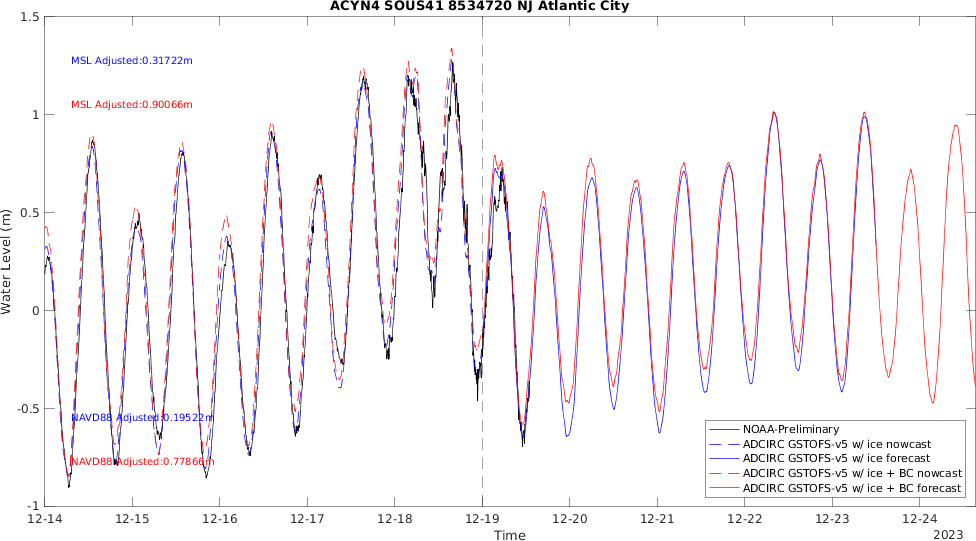 ACYN4 SOUS41 8534720 NJ Atlantic City
1.5
MSL Adjusted:0.31722m
MSL Adjusted:0.90066m
1
0.5
Water Level (m)
0
-0.5
NAVD88 Adjusted:0.19522m
NOAA-Preliminary
ADCIRC GSTOFS-v5 w/ ice nowcast
ADCIRC GSTOFS-v5 w/ ice forecast
NAVD88 Adjusted:0.77866m
ADCIRC GSTOFS-v5 w/ ice + BC nowcast
ADCIRC GSTOFS-v5 w/ ice + BC forecast
-1
12-14 12-15 12-16 12-17 12-18 12-19 12-20 12-21 12-22 12-23 12-24
Time
2023